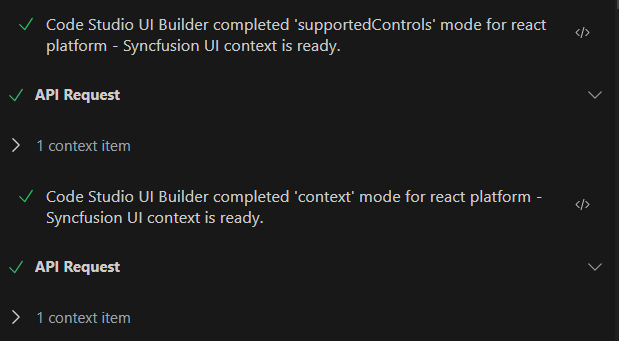 Code Studio UI Builder completed 'supportedControls' mode for react
platform - Syncfusion UI context is ready.
</>
API Request
1 context item
Code Studio UI Builder completed 'context' mode for react platform -
Syncfusion UI context is ready.
</>
API Request
1 context item